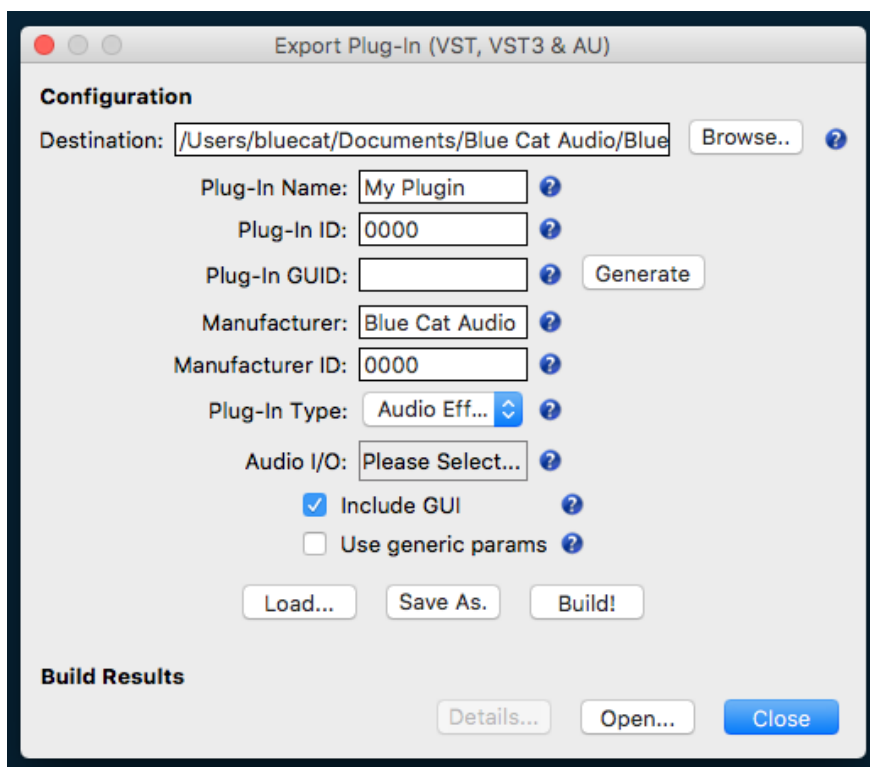 Export Plug-In (VST, VST3 & AU)
Configuration
Destination: /Users/bluecat/Documents/Blue Cat Audio/Blue Browse.. ?
Plug-In Name: My Plugin ?
Plug-In ID: 0000 ?
Plug-In GUID: ? Generate
Manufacturer: Blue Cat Audio ?
Manufacturer ID: 0000 ?
Plug-In Type: Audio Eff... ?
Audio I/O: Please Select... ?
Include GUI ?
Use generic params ?
Load... Save As. Build!
Build Results
Details... Open... Close